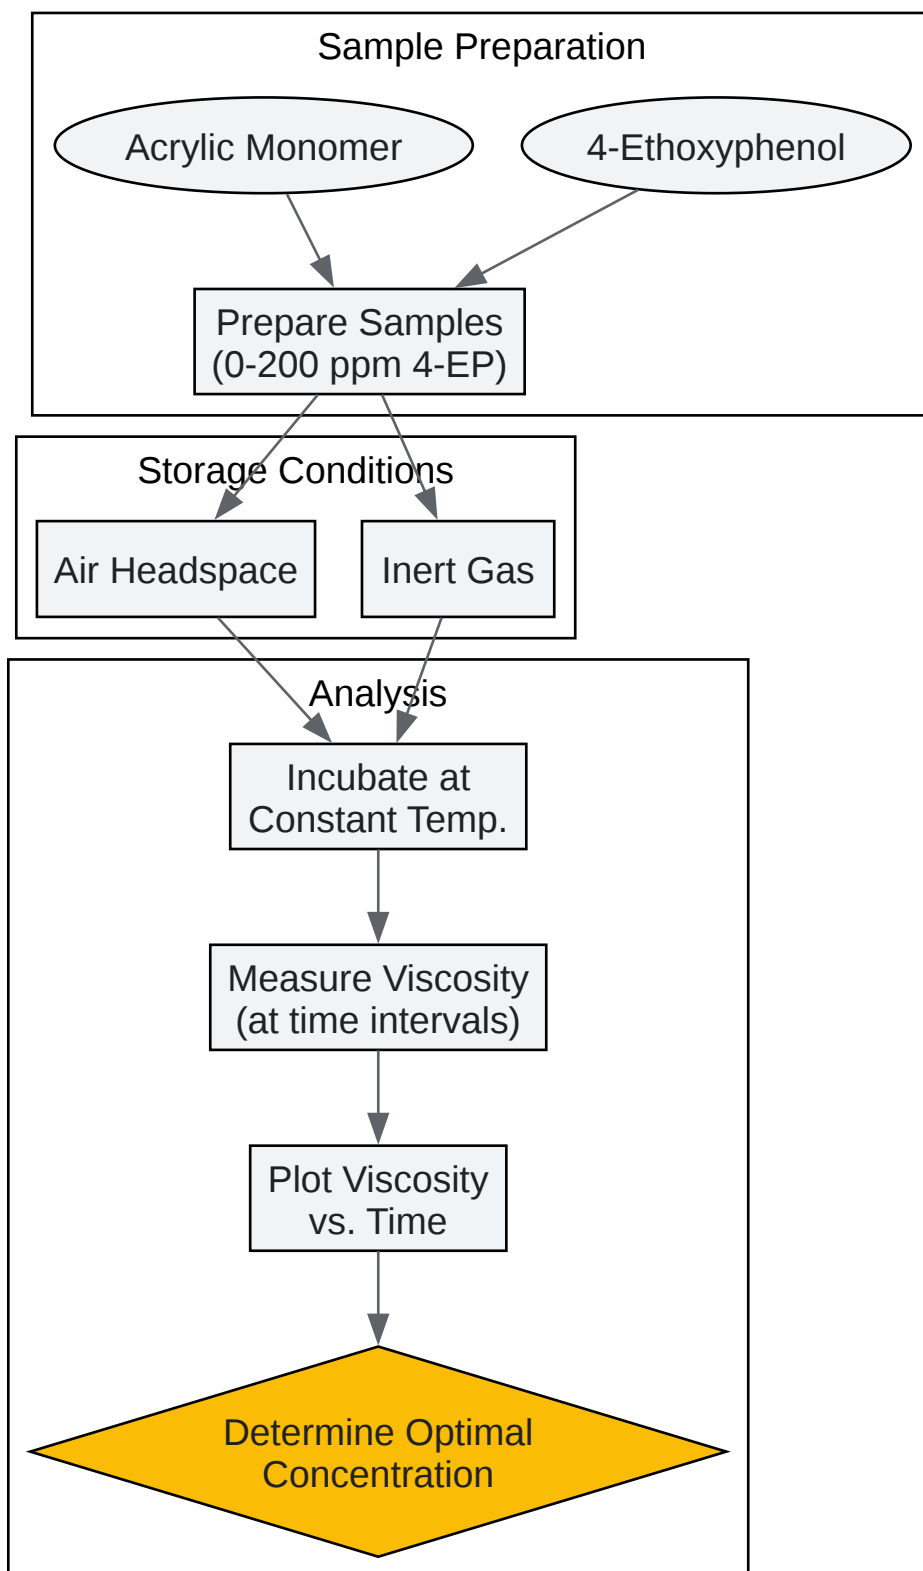 Sample Preparation
Acrylic Monomer
4-Ethoxyphenol
Prepare Samples
(0-200 ppm 4-EP)
Storage Conditions
Air Headspace
Inert Gas
Analysis
Incubate at
Constant Temp.
Measure Viscosity
(at time intervals)
Plot Viscosity
vs. Time
Determine Optimal
Concentration